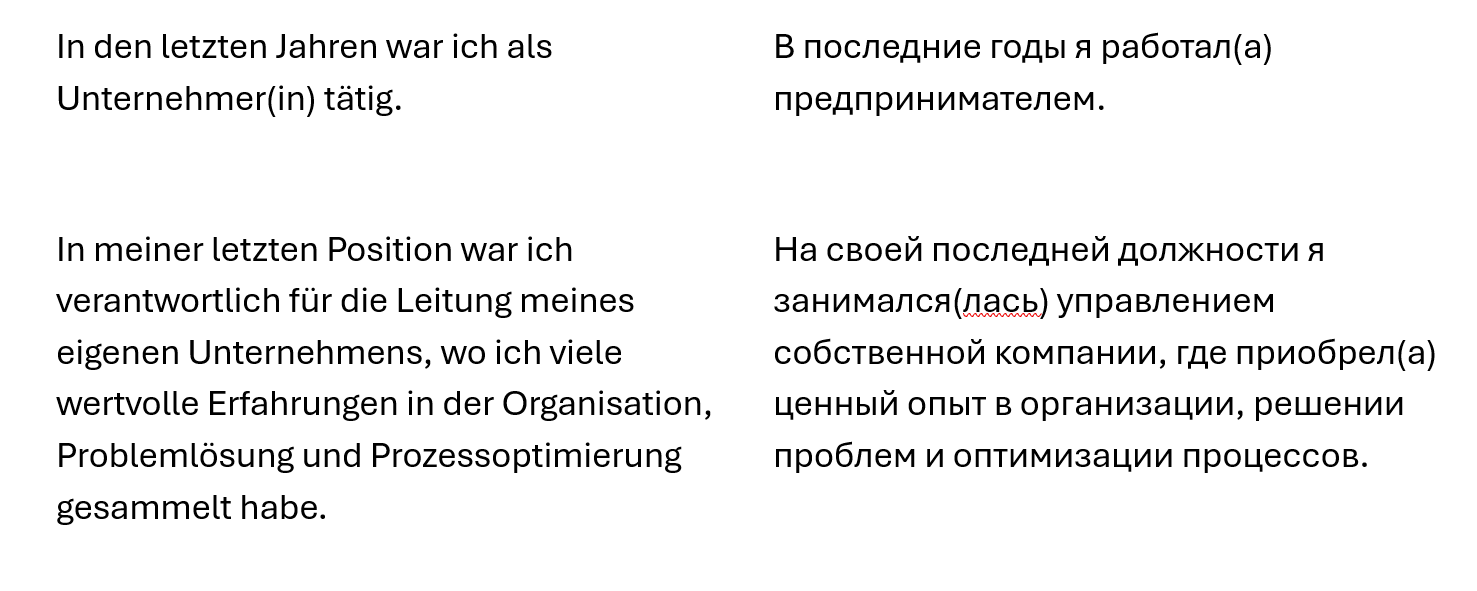 In den letzten Jahren war ich als
Unternehmer(in) tätig.
В последние годы я работал(а)
предпринимателем.
In meiner letzten Position war ich
verantwortlich für die Leitung meines
eigenen Unternehmens, wo ich viele
wertvolle Erfahrungen in der Organisation,
Problemlösung und Prozessoptimierung
gesammelt habe.
На своей последней должности я
занимался(лась) управлением
собственной компании, где приобрел(а)
ценный опыт в организации, решении
проблем и оптимизации процессов.